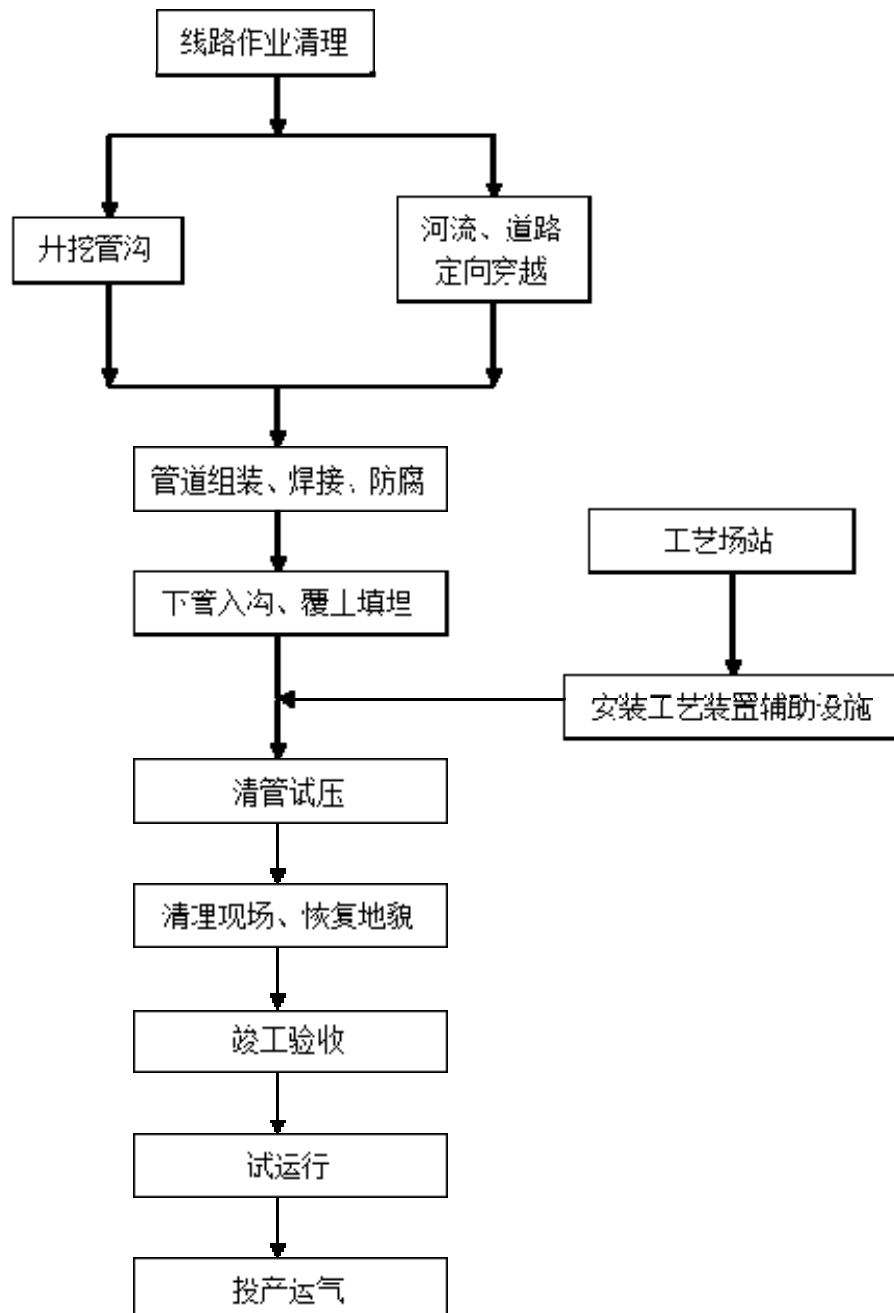 线路作业清理
开挖管沟
河流、道路
定向穿越
管道组装、焊接、防腐
工艺场站
下管入沟、覆土填埋
安装工艺装置辅助设施
清管试压
清理现场、恢复地貌
竣工验收
试运行
投产运气